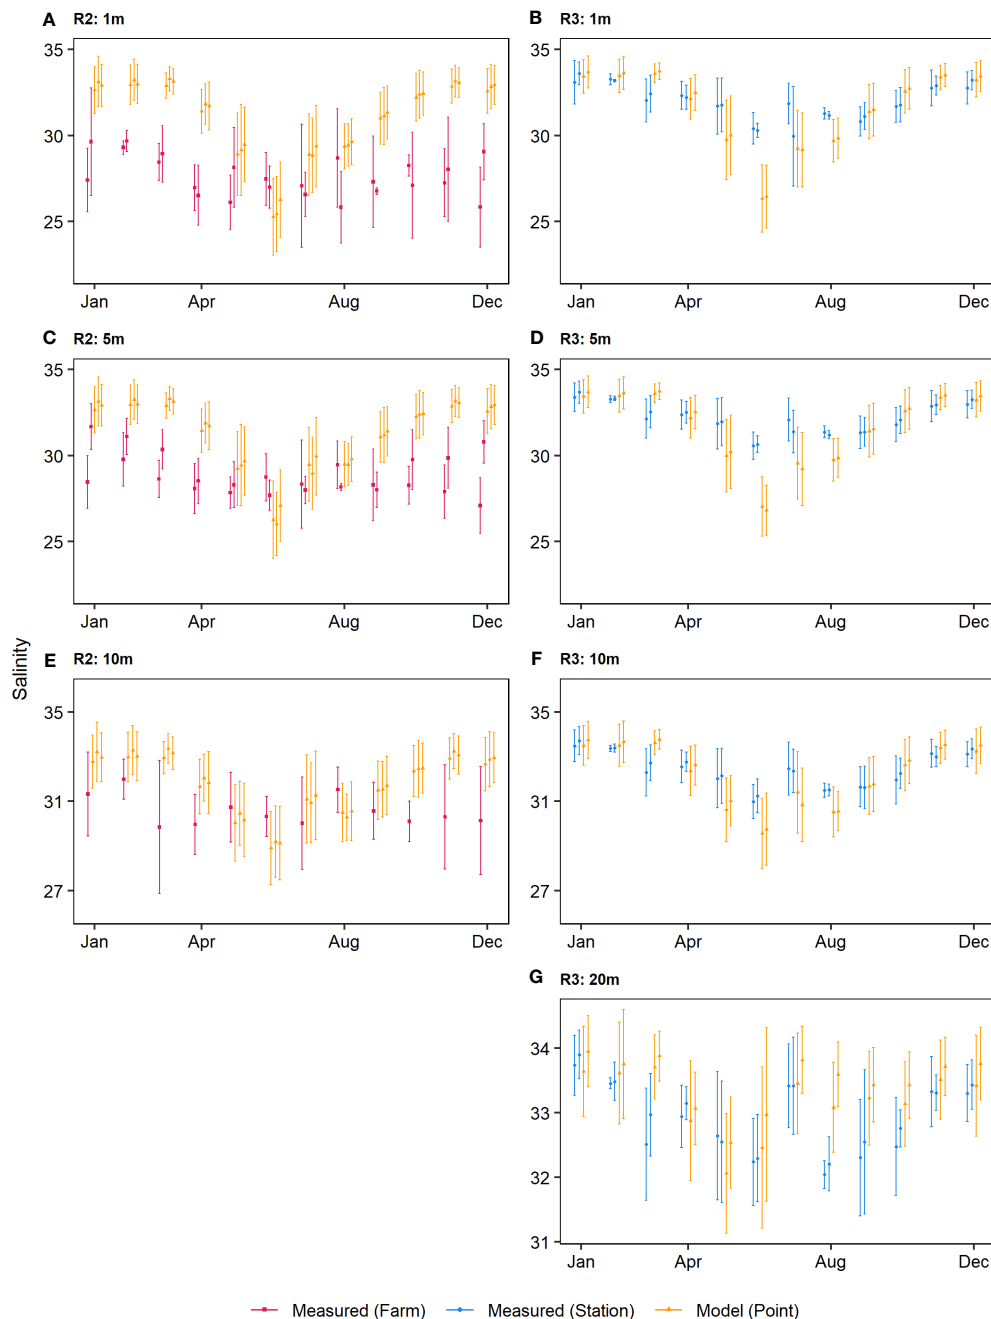 A R2: 1m
35
30
25
Jan Apr Aug Dec
B R3: 1m
35
30
25
Jan Apr Aug Dec
C R2: 5m
35
30
25
Jan Apr Aug Dec
D R3: 5m
35
30
25
Jan Apr Aug Dec
Salinity
E R2: 10m
35
31
27
Jan Apr Aug Dec
F R3: 10m
35
31
27
Jan Apr Aug Dec
G R3: 20m
34
33
32
31
Jan Apr Aug Dec
Measured (Farm) Measured (Station) Model (Point)